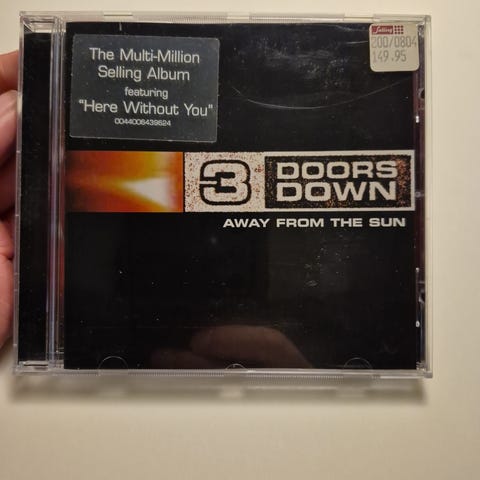 The Multi-Million
Selling Album
featuring
"Here Without You"
0044006439624
200/0804
149.95
3
DOORS
DOWN
AWAY FROM THE SUN